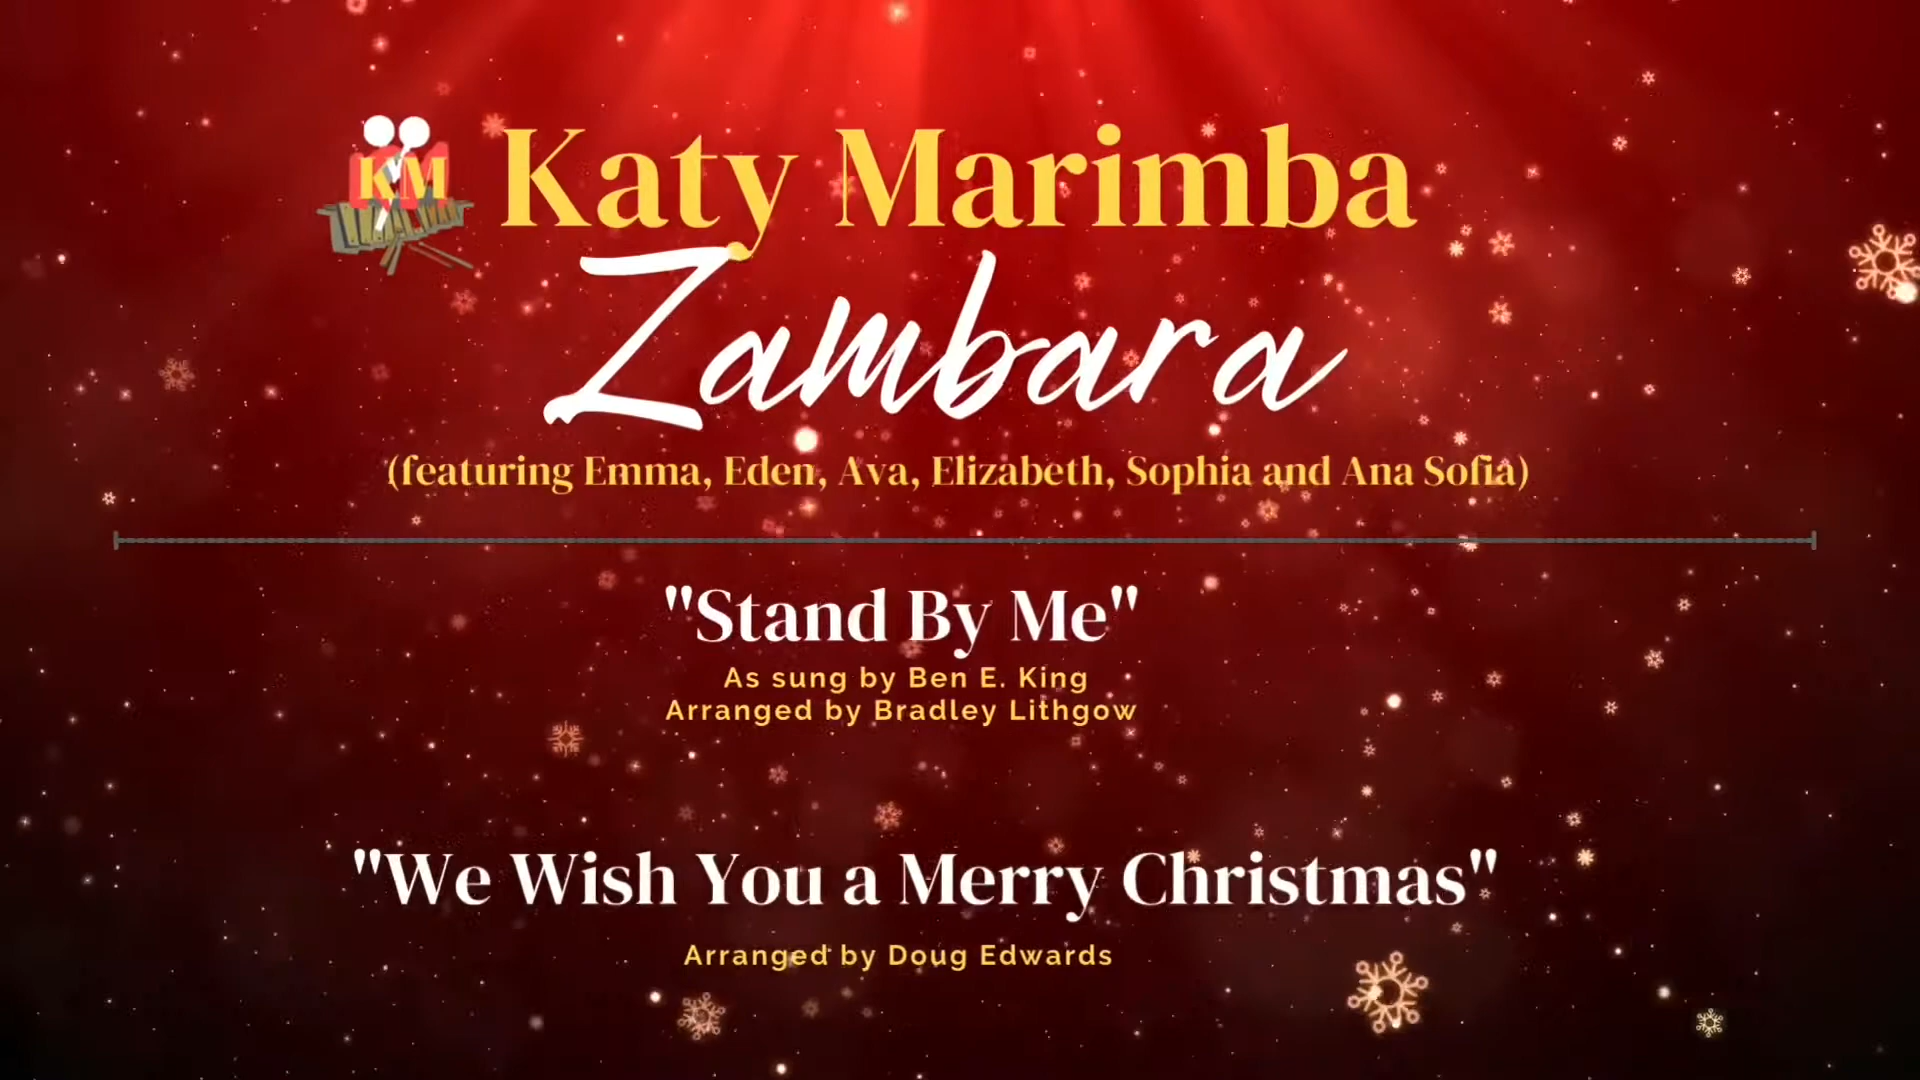 KM
Katy Marimba
Zambara
(featuring Emma, Eden, Ava, Elizabeth, Sophia and Ana Sofia)
"Stand By Me"
As sung by Ben E. King
Arranged by Bradley Lithgow
"We Wish You a Merry Christmas"
Arranged by Doug Edwards